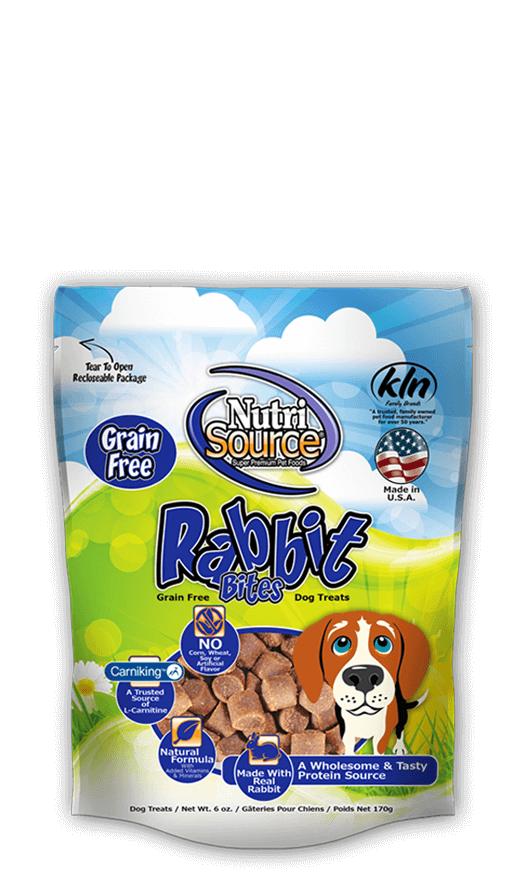 Tear To Open
Recloseable Package
kln
Family Brands
"A trusted, family owned
pet food manufacturer
for over 50 years."
Nutri
Source
Super Premium Pet Foods
Grain
Free
Made in
U.S.A.
Rabbit
Bites
Grain Free Dog Treats
NO
Corn, Wheat,
Soy or
Artificial
Flavor
Carniking™
A Trusted
Source
of
L-Carnitine
Natural
Formula
With
Added Vitamins
& Minerals
Made With
Real
Rabbit
A Wholesome & Tasty
Protein Source
Dog Treats / Net Wt. 6 oz. / Gâteries Pour Chiens / Poids Net 170g